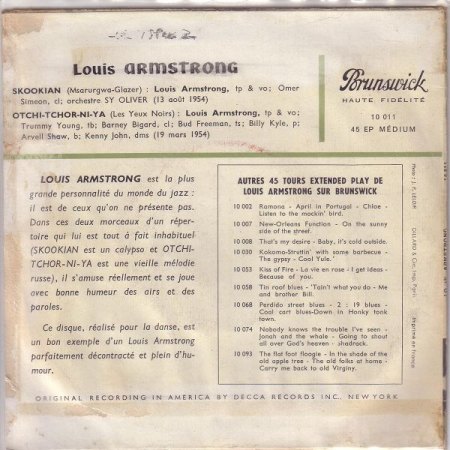 Louis ARMSTRONG
SKOOKIAN (Msarurgwa-Glazer) : Louis Armstrong, tp & vo; Omer
Simeon, cl; orchestre SY OLIVER (13 août 1954)
OTCHI-TCHOR-NI-YA (Les Yeux Noirs) : Louis Armstrong, tp & vo;
Trummy Young, tb; Barney Bigard, cl; Bud Freeman, ts; Billy Kyle, p;
Arvell Shaw, b; Kenny John, dms (19 mars 1954)
Brunswick
HAUTE FIDÉLITÉ
10 011
45 EP MÉDIUM
LOUIS ARMSTRONG est la plus
grande personnalité du monde du jazz :
il est de ceux qu'on ne présente pas.
Dans ces deux morceaux d'un réper-
toire qui lui est tout à fait inhabituel
(SKOOKIAN est un calypso et OTCHI-
TCHOR-NI-YA est une vieille mélodie
russe), il s'amuse réellement et se joue
avec bonne humeur des airs et des
paroles.
Ce disque, réalisé pour la danse, est
un bon exemple d'un Louis Armstrong
parfaitement décontracté et plein d'hu-
mour.
AUTRES 45 TOURS EXTENDED PLAY DE
LOUIS ARMSTRONG SUR BRUNSWICK
10 002 Ramona - April in Portugal - Chloe -
Listen to the mockin' bird.
10 007 New-Orleans Function - On the sunny
side of the street.
10 008 That's my desire - Baby, it's cold outside.
10 030 Kokomo-Struttin' with some barbecue -
The gypsy - Cool Yule.
10 053 Kiss of Fire - La vie en rose - I get ideas -
Because of you.
10 058 Tin roof blues - 'Tain't what you do - Me
and brother Bill.
10 068 Perdido street blues - 2 : 19 blues -
Coal cart blues-Down in Honky tonk
town.
10 074 Nobody knows the trouble I've seen -
Jonah and the whale - Going to shout
all over God's heaven - shadrack.
10 093 The flat foot floogie - In the shade of the
old apple tree - The old folks at home -
Carry me back to old Virginy.
Imprimé en France
ORIGINAL RECORDING IN AMERICA BY DECCA RECORDS INC., NEW YORK